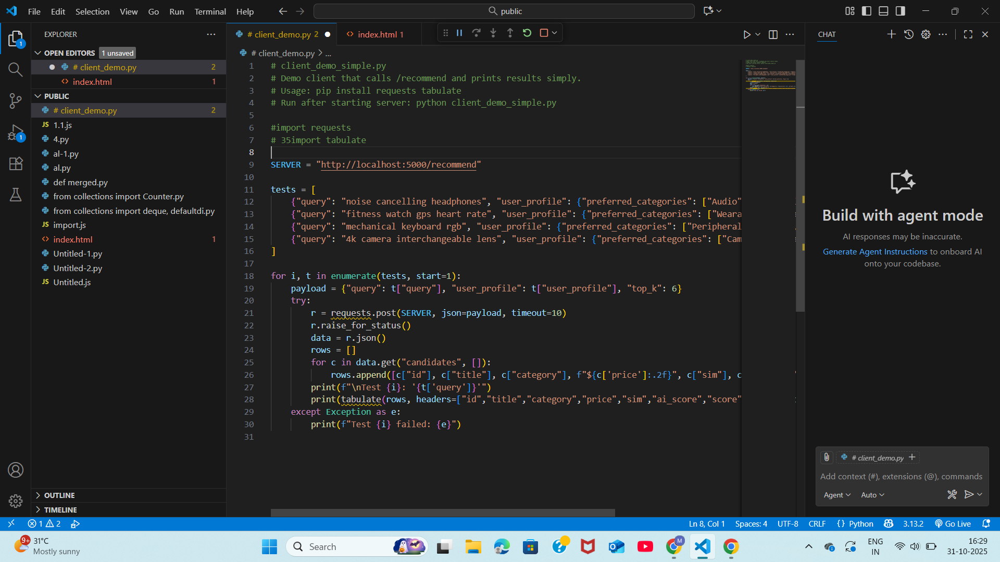 File Edit Selection View Go Run Terminal Help
public
EXPLORER
OPEN EDITORS 1 unsaved
# client_demo.py 2
index.html 1
PUBLIC
# client_demo.py 2
JS 1.1.js
4.py
al-1.py
al.py
def merged.py
from collections import Counter.py
from collections import deque, defaultdi.py
JS import.js
index.html 1
Untitled-1.py
Untitled-2.py
JS Untitled.js
OUTLINE
TIMELINE
# client_demo.py 2
index.html 1
# client_demo.py > ...
1 # client_demo_simple.py
2 # Demo client that calls /recommend and prints results simply.
3 # Usage: pip install requests tabulate
4 # Run after starting server: python client_demo_simple.py
5
6 #import requests
7 # 35import tabulate
8
9 SERVER = "http://localhost:5000/recommend"
10
11 tests = [
12 {"query": "noise cancelling headphones", "user_profile": {"preferred_categories": ["Audio"
13 {"query": "fitness watch gps heart rate", "user_profile": {"preferred_categories": ["Weara
14 {"query": "mechanical keyboard rgb", "user_profile": {"preferred_categories": ["Peripheral
15 {"query": "4k camera interchangeable lens", "user_profile": {"preferred_categories": ["Cam
16 ]
17
18 for i, t in enumerate(tests, start=1):
19 payload = {"query": t["query"], "user_profile": t["user_profile"], "top_k": 6}
20 try:
21 r = requests.post(SERVER, json=payload, timeout=10)
22 r.raise_for_status()
23 data = r.json()
24 rows = []
25 for c in data.get("candidates", []):
26 rows.append([c["id"], c["title"], c["category"], f"${c['price']:.2f}", c["sim"], c
27 print(f"\nTest {i}: '{t['query']}'")
28 print(tabulate(rows, headers=["id","title","category","price","sim","ai_score","score"
29 except Exception as e:
30 print(f"Test {i} failed: {e}")
31
CHAT
Build with agent mode
AI responses may be inaccurate.
Generate Agent Instructions to onboard AI
onto your codebase.
# client_demo.py
Add context (#), extensions (@), commands
Agent Auto
1 2
Ln 8, Col 1 Spaces: 4 UTF-8 CRLF {} Python 3.13.2 Go Live
9+
31°C
Mostly sunny
Search
M
ENG
IN
16:29
31-10-2025